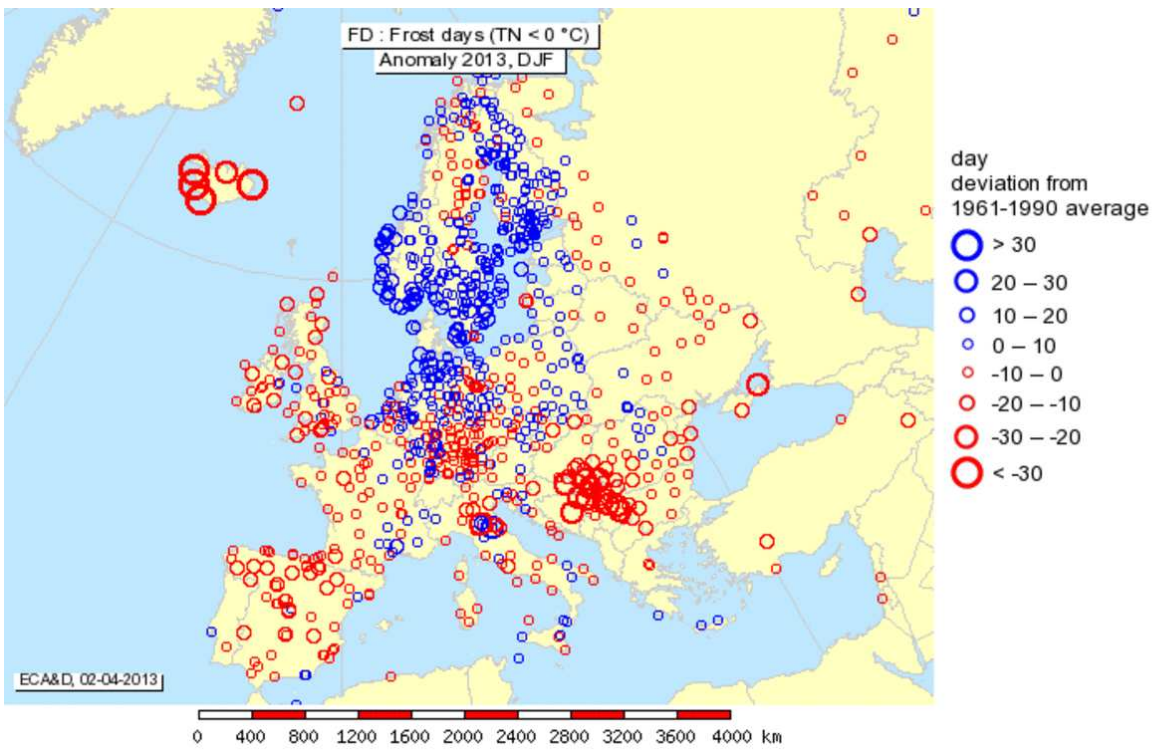 FD : Frost days (TN < 0 °C)
Anomaly 2013, DJF
day
deviation from
1961-1990 average
> 30
20 – 30
10 – 20
0 – 10
-10 – 0
-20 – -10
-30 – -20
< -30
ECA&D, 02-04-2013
0 400 800 1200 1600 2000 2400 2800 3200 3600 4000 km